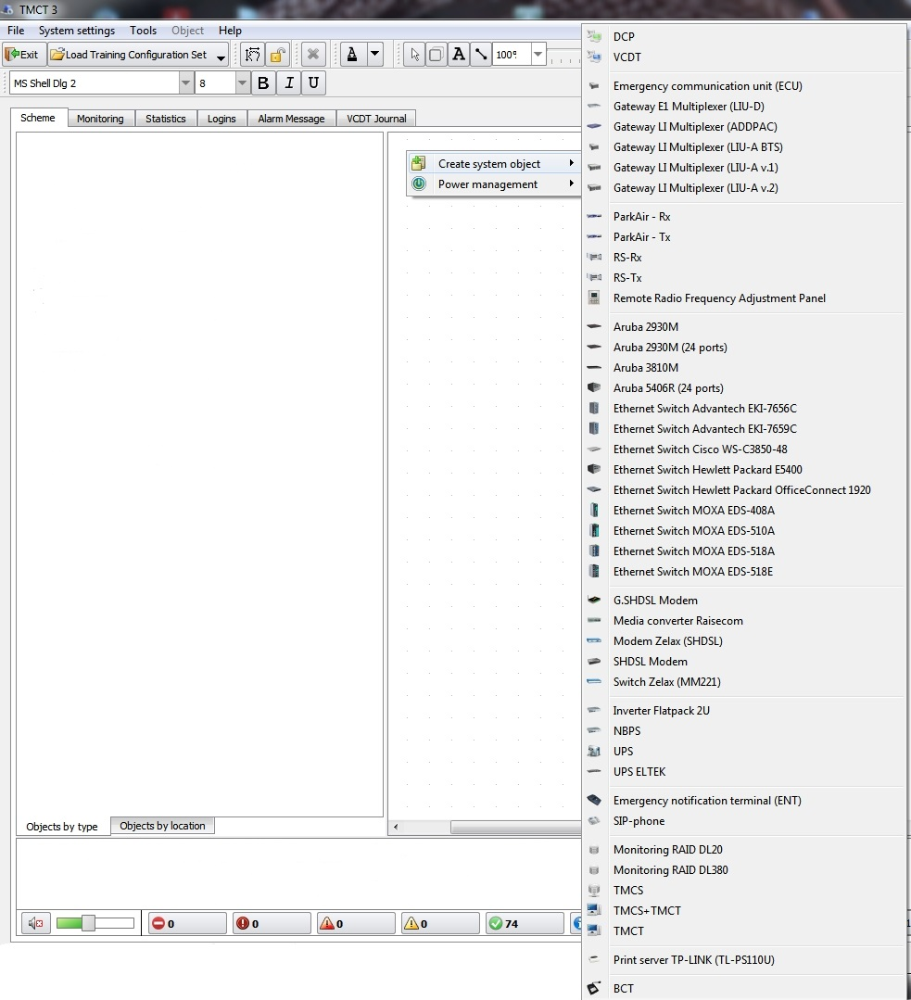 TMCT 3
File System settings Tools Object Help
Exit Load Training Configuration Set A A 100%
MS Shell Dlg 2 8 B I U
Scheme Monitoring Statistics Logins Alarm Message VCDT Journal
Create system object
Power management
DCP
VCDT
Emergency communication unit (ECU)
Gateway E1 Multiplexer (LIU-D)
Gateway LI Multiplexer (ADDPAC)
Gateway LI Multiplexer (LIU-A BTS)
Gateway LI Multiplexer (LIU-A v.1)
Gateway LI Multiplexer (LIU-A v.2)
ParkAir - Rx
ParkAir - Tx
RS-Rx
RS-Tx
Remote Radio Frequency Adjustment Panel
Aruba 2930M
Aruba 2930M (24 ports)
Aruba 3810M
Aruba 5406R (24 ports)
Ethernet Switch Advantech EKI-7656C
Ethernet Switch Advantech EKI-7659C
Ethernet Switch Cisco WS-C3850-48
Ethernet Switch Hewlett Packard E5400
Ethernet Switch Hewlett Packard OfficeConnect 1920
Ethernet Switch MOXA EDS-408A
Ethernet Switch MOXA EDS-510A
Ethernet Switch MOXA EDS-518A
Ethernet Switch MOXA EDS-518E
G.SHDSL Modem
Media converter Raisecom
Modem Zelax (SHDSL)
SHDSL Modem
Switch Zelax (MM221)
Inverter Flatpack 2U
NBPS
UPS
UPS ELTEK
Emergency notification terminal (ENT)
SIP-phone
Monitoring RAID DL20
Monitoring RAID DL380
TMCS
TMCS+TMCT
TMCT
Print server TP-LINK (TL-PS110U)
BCT
Objects by type Objects by location
0 0 0 0 74